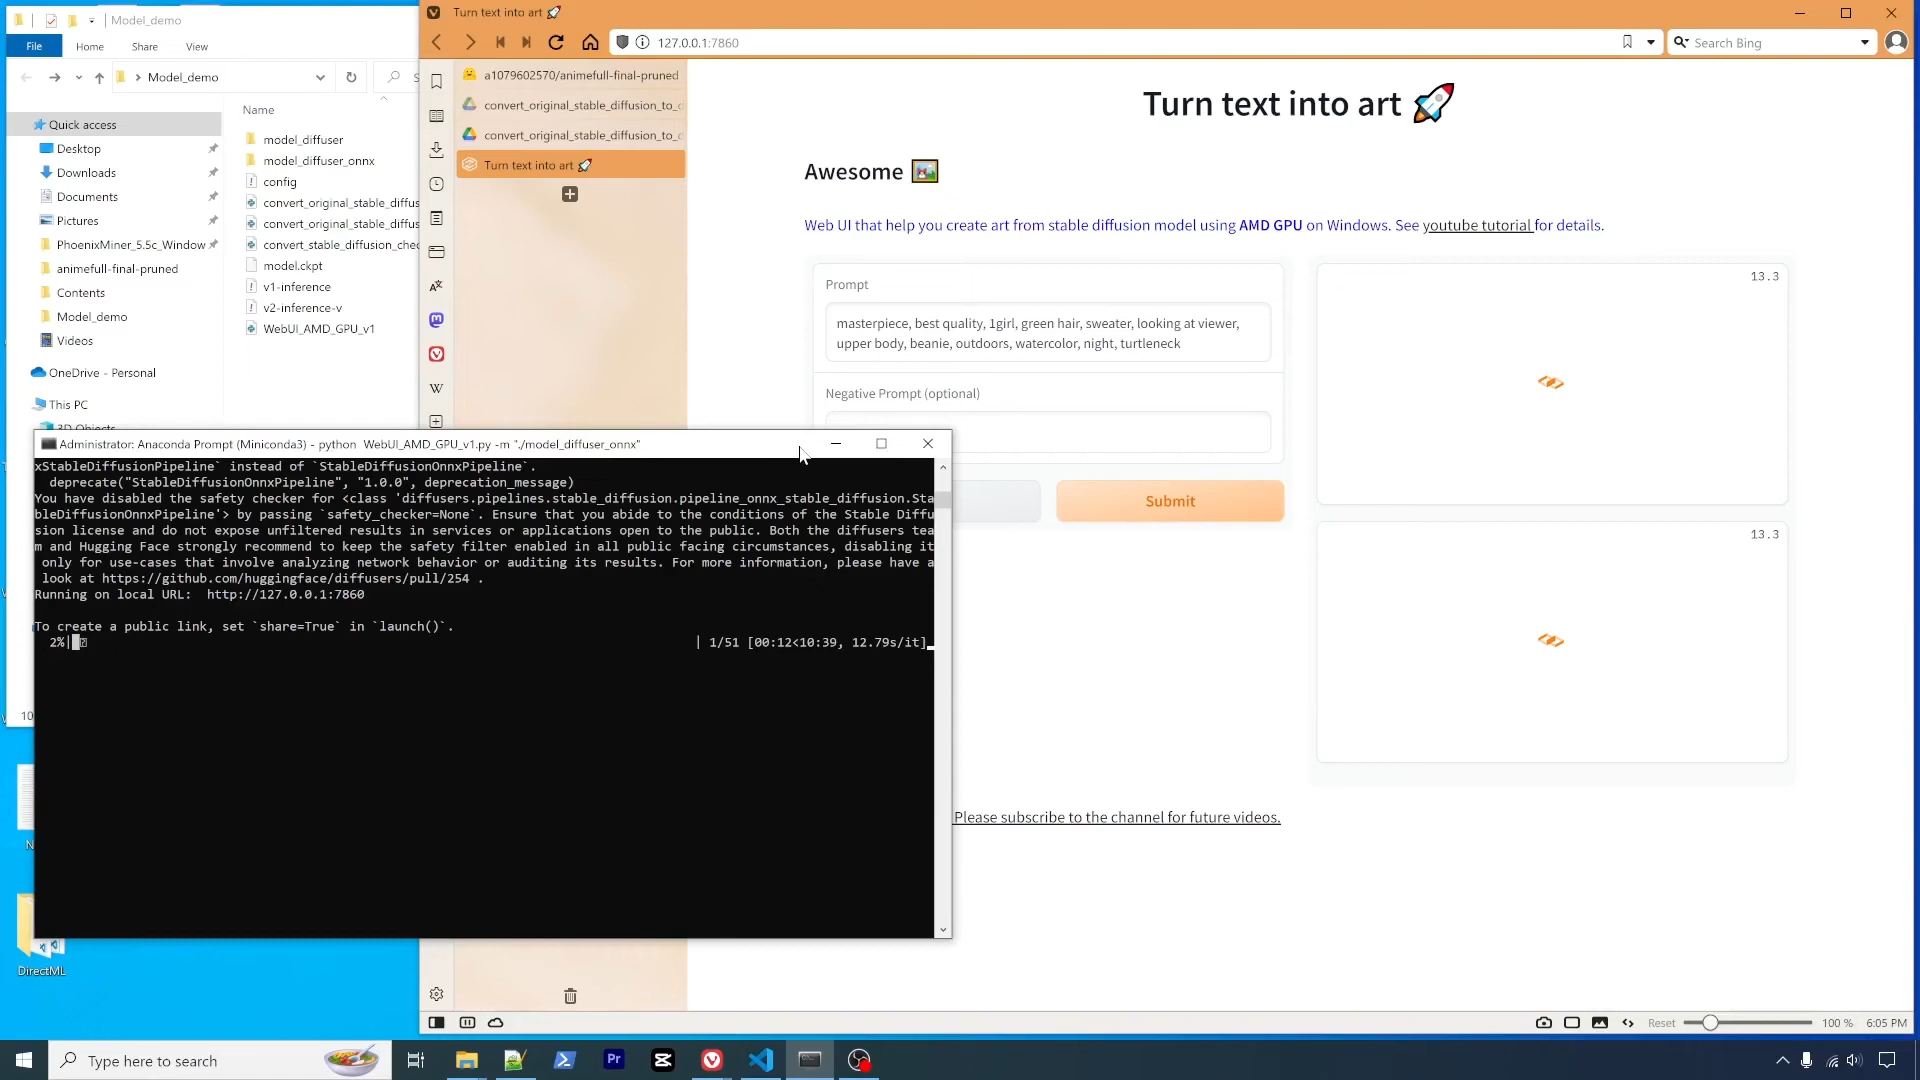 Model_demo
File Home Share View
Model_demo
Name
Quick access
Desktop
Downloads
Documents
Pictures
PhoenixMiner_5.5c_Window
animefull-final-pruned
Contents
Model_demo
Videos
OneDrive - Personal
This PC
3D Objects
model_diffuser
model_diffuser_onnx
config
convert_original_stable_diffus
convert_original_stable_diffus
convert_stable_diffusion_chec
model.ckpt
v1-inference
v2-inference-v
WebUI_AMD_GPU_v1
10
DirectML
Turn text into art 🚀
127.0.0.1:7860
Search Bing
a1079602570/animefull-final-pruned
convert_original_stable_diffusion_to_c
convert_original_stable_diffusion_to_c
Turn text into art 🚀
Turn text into art 🚀
Awesome 🖼
Web UI that help you create art from stable diffusion model using AMD GPU on Windows. See youtube tutorial for details.
Prompt
masterpiece, best quality, 1girl, green hair, sweater, looking at viewer,
upper body, beanie, outdoors, watercolor, night, turtleneck
Negative Prompt (optional)
Submit
13.3
13.3
Please subscribe to the channel for future videos.
Administrator: Anaconda Prompt (Miniconda3) - python WebUI_AMD_GPU_v1.py -m "./model_diffuser_onnx"
xStableDiffusionPipeline` instead of `StableDiffusionOnnxPipeline`.
deprecate("StableDiffusionOnnxPipeline", "1.0.0", deprecation_message)
You have disabled the safety checker for <class 'diffusers.pipelines.stable_diffusion.pipeline_onnx_stable_diffusion.Sta
bleDiffusionOnnxPipeline'> by passing `safety_checker=None`. Ensure that you abide to the conditions of the Stable Diffu
sion license and do not expose unfiltered results in services or applications open to the public. Both the diffusers tea
m and Hugging Face strongly recommend to keep the safety filter enabled in all public facing circumstances, disabling it
only for use-cases that involve analyzing network behavior or auditing its results. For more information, please have a
look at https://github.com/huggingface/diffusers/pull/254 .
Running on local URL: http://127.0.0.1:7860
To create a public link, set `share=True` in `launch()`.
2%| | 1/51 [00:12<10:39, 12.79s/it]
Reset 100 % 6:05 PM
Type here to search
Pr